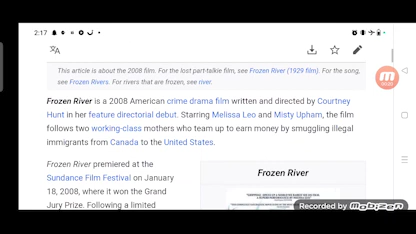 2:17
This article is about the 2008 film. For the lost part-talkie film, see Frozen River (1929 film). For the song,
see Frozen Rivers. For rivers that are frozen, see river.
Frozen River is a 2008 American crime drama film written and directed by Courtney
Hunt in her feature directorial debut. Starring Melissa Leo and Misty Upham, the film
follows two working-class mothers who team up to earn money by smuggling illegal
immigrants from Canada to the United States.
Frozen River premiered at the
Sundance Film Festival on January
18, 2008, where it won the Grand
Jury Prize. Following a limited
Frozen River
Recorded by Mobizen